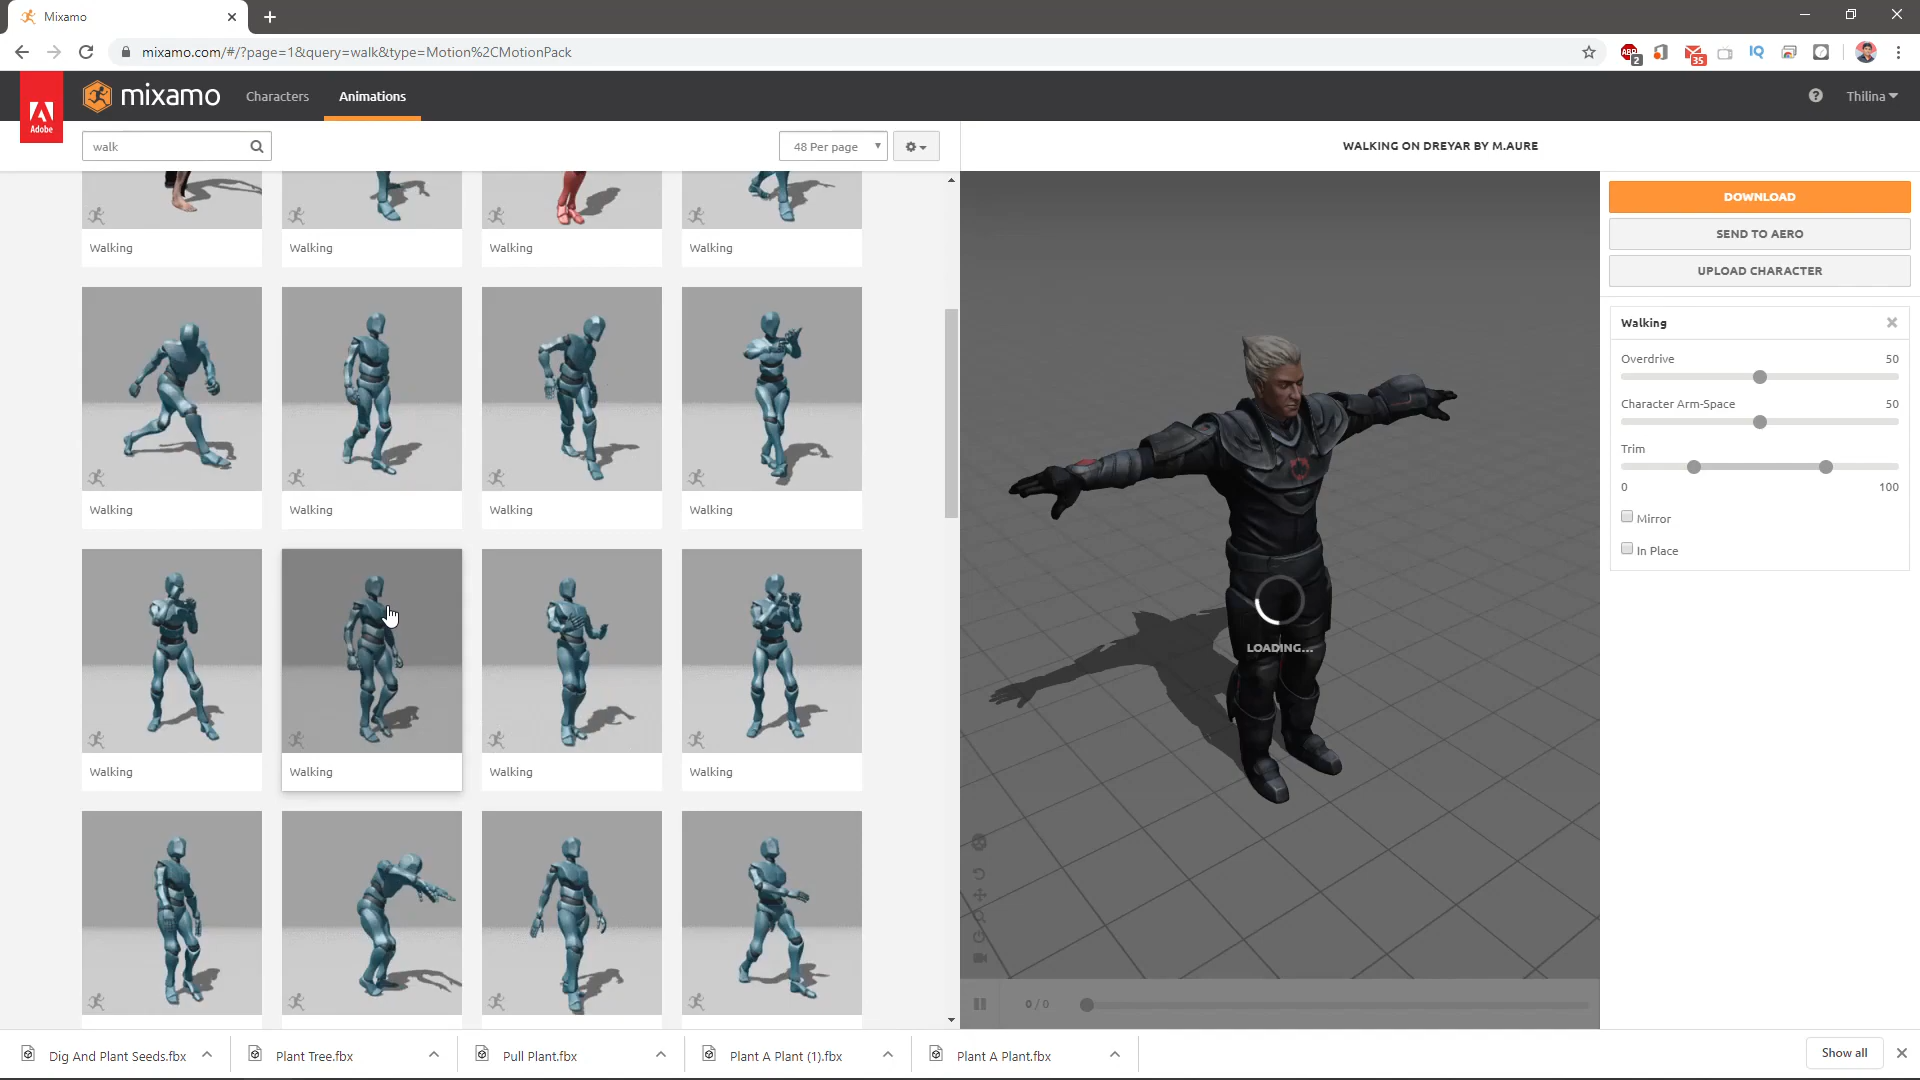 Mixamo
mixamo.com/#/?page=1&query=walk&type=Motion%2CMotionPack
ABP
2
35
IQ
Adobe
mixamo
Characters
Animations
Thilina
walk
48 Per page
WALKING ON DREYAR BY M.AURE
Walking
Walking
Walking
Walking
Walking
Walking
Walking
Walking
Walking
Walking
Walking
Walking
LOADING...
0 / 0
DOWNLOAD
SEND TO AERO
UPLOAD CHARACTER
Walking
Overdrive 50
Character Arm-Space 50
Trim
0 100
Mirror
In Place
Dig And Plant Seeds.fbx
Plant Tree.fbx
Pull Plant.fbx
Plant A Plant (1).fbx
Plant A Plant.fbx
Show all